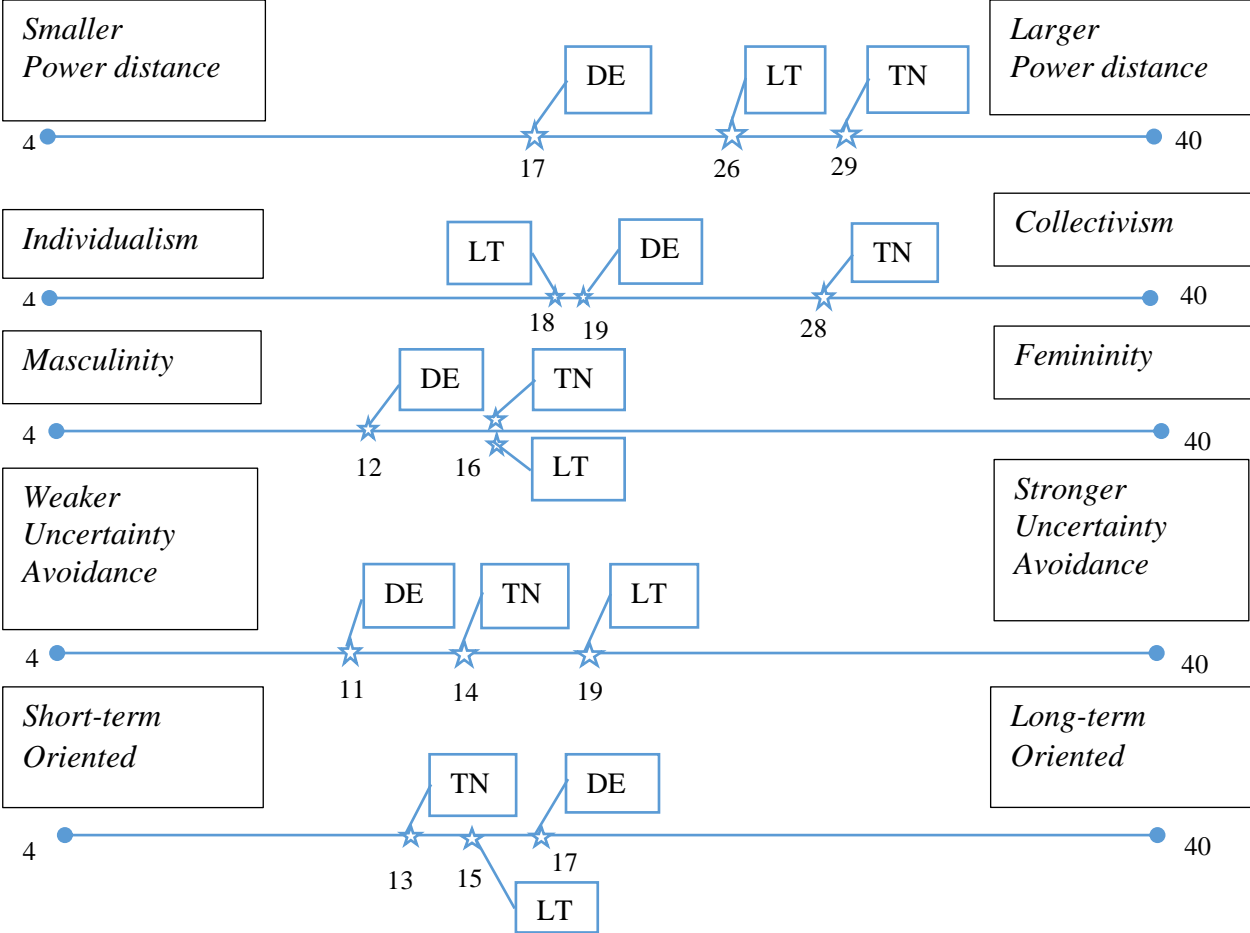 Smaller
Power distance
Larger
Power distance
DE
LT
TN
4
40
17
26
29
Individualism
Collectivism
LT
DE
TN
4
40
18
19
28
Masculinity
Femininity
DE
TN
4
40
12
16
LT
Weaker
Uncertainty
Avoidance
Stronger
Uncertainty
Avoidance
DE
TN
LT
4
40
11
14
19
Short-term
Oriented
Long-term
Oriented
TN
DE
4
40
13
15
17
LT